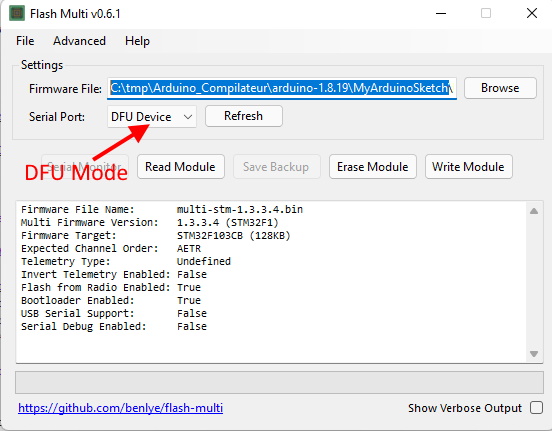 Flash Multi v0.6.1
File Advanced Help
Settings
Firmware File: C:\tmp\Arduino_Compilateur\arduino-1.8.19\MyArduinoSketch\ Browse
Serial Port: DFU Device Refresh
DFU Mode
Serial Monitor Read Module Save Backup Erase Module Write Module
Firmware File Name: multi-stm-1.3.3.4.bin
Multi Firmware Version: 1.3.3.4 (STM32F1)
Firmware Target: STM32F103CB (128KB)
Expected Channel Order: AETR
Telemetry Type: Undefined
Invert Telemetry Enabled: False
Flash from Radio Enabled: True
Bootloader Enabled: True
USB Serial Support: False
Serial Debug Enabled: False
https://github.com/benlye/flash-multi Show Verbose Output